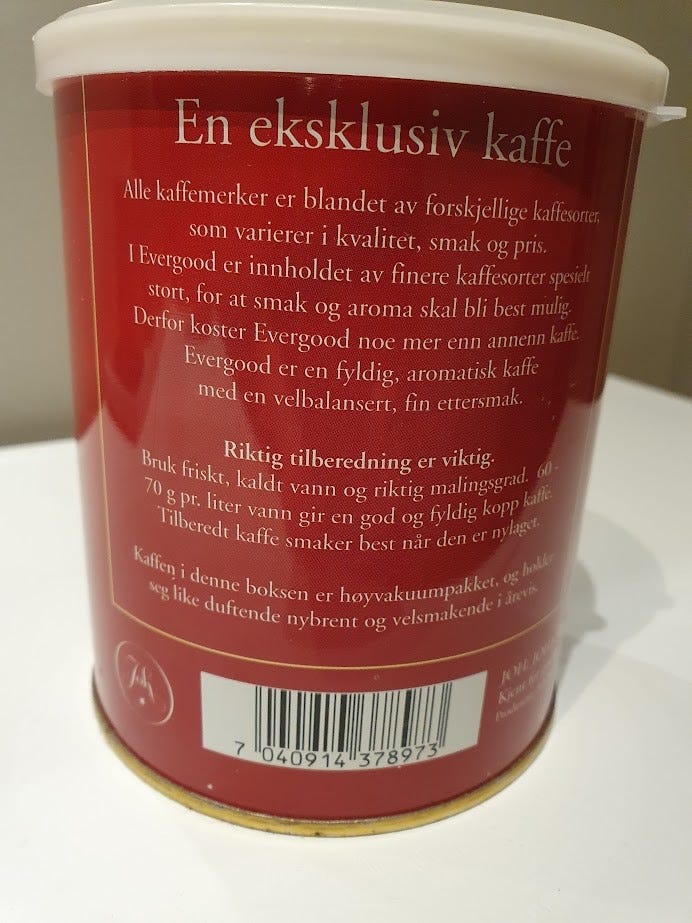 En eksklusiv kaffe
Alle kaffemerker er blandet av forskjellige kaffesorter,
som varierer i kvalitet, smak og pris.
I Evergood er innholdet av finere kaffesorter spesielt
stort, for at smak og aroma skal bli best mulig.
Derfor koster Evergood noe mer enn annenn kaffe.
Evergood er en fyldig, aromatisk kaffe
med en velbalansert, fin ettersmak.
Riktig tilberedning er viktig.
Bruk friskt, kaldt vann og riktig malingsgrad. 60 -
70 g pr. liter vann gir en god og fyldig kopp kaffe.
Tilberedt kaffe smaker best når den er nylaget.
Kaffen i denne boksen er høyvakuumpakket, og holder
seg like duftende nybrent og velsmakende i årevis.
JOH.
Kjent for
7 040914 378973